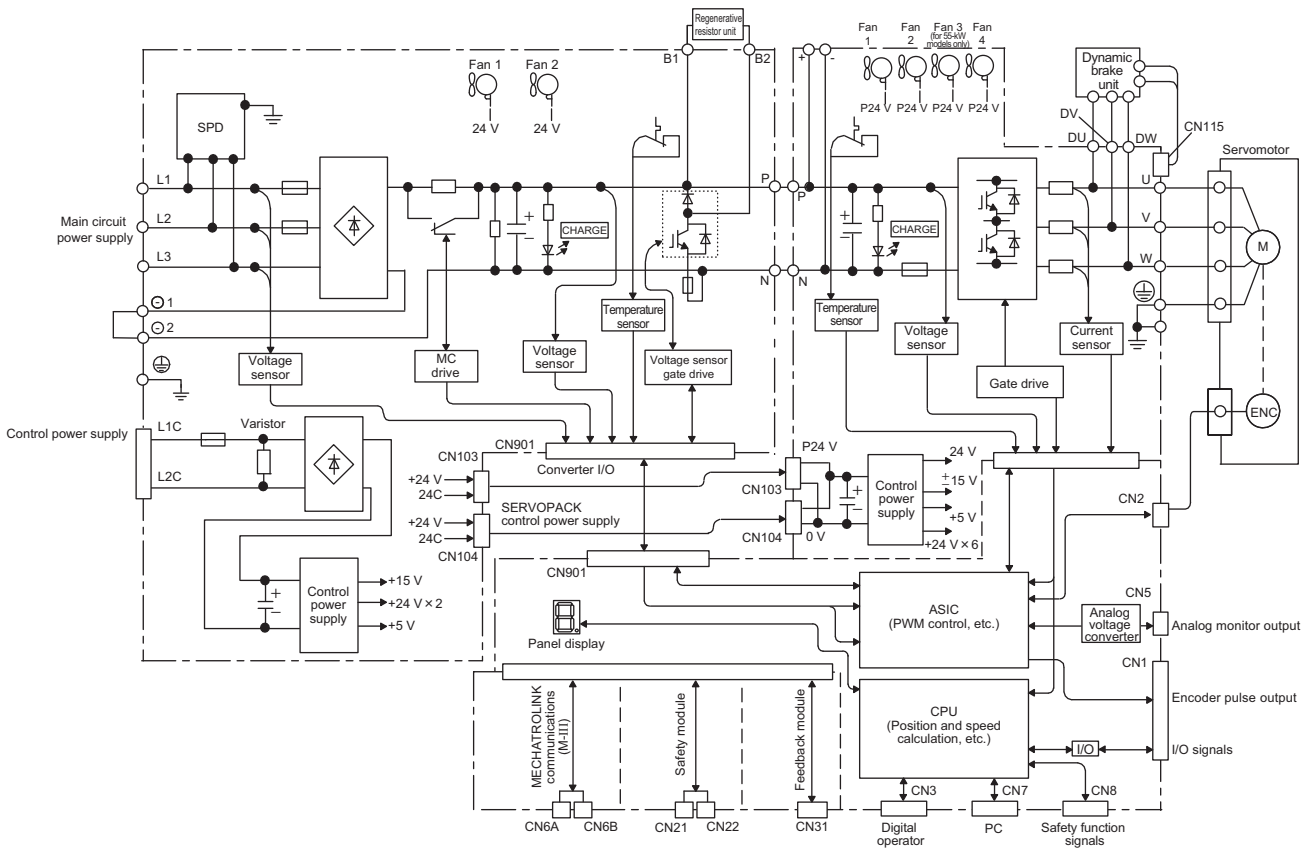 Regenerative
resistor unit
B1
B2
Fan 1
Fan 2
24 V
24 V
Fan
1
Fan
2
Fan 3
(for 55-kW
models only)
Fan
4
P24 V
P24 V
P24 V
P24 V
+
-
Dynamic
brake
unit
DV
DU
DW
CN115
Servomotor
SPD
Main circuit
power supply
L1
L2
L3
+
−
CHARGE
P
P
N
N
+
−
CHARGE
U
V
W
M
ENC
⊖ 1
⊖ 2
Voltage
sensor
MC
drive
Voltage
sensor
Temperature
sensor
Voltage sensor
gate drive
Temperature
sensor
Voltage
sensor
Gate drive
Current
sensor
Control power supply
L1C
L2C
Varistor
CN901
Converter I/O
CN103
+24 V
24C
SERVOPACK
control power supply
+24 V
24C
CN104
P24 V
CN103
CN104
0 V
+
−
Control
power
supply
24 V
±15 V
+5 V
+24 V × 6
CN2
+
−
Control
power
supply
+15 V
+24 V × 2
+5 V
CN901
Panel display
ASIC
(PWM control, etc.)
CN5
Analog
voltage
converter
Analog monitor output
CN1
Encoder pulse output
CPU
(Position and speed
calculation, etc.)
I/O
I/O signals
MECHATROLINK
communications
(M-III)
Safety module
Feedback module
CN6A
CN6B
CN21
CN22
CN31
CN3
CN7
CN8
Digital
operator
PC
Safety function
signals